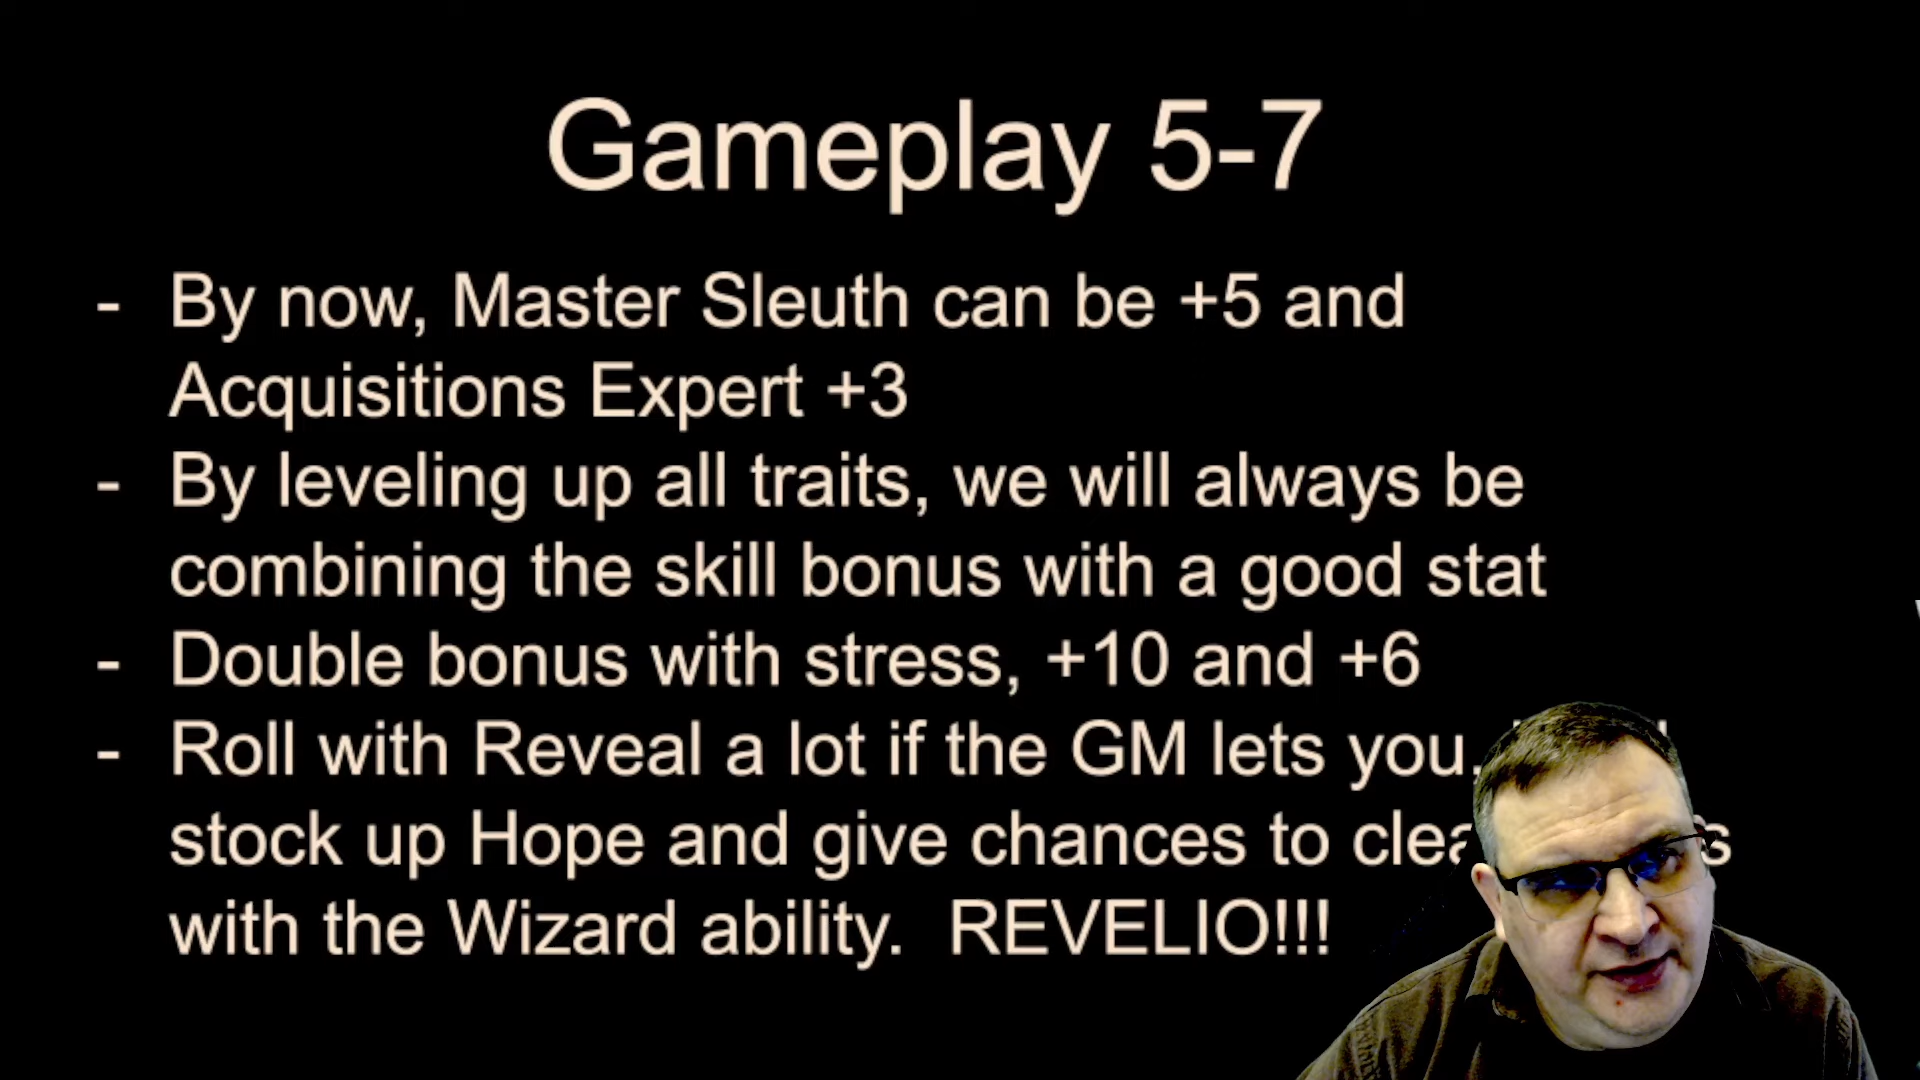 Gameplay 5-7
- By now, Master Sleuth can be +5 and
Acquisitions Expert +3
- By leveling up all traits, we will always be
combining the skill bonus with a good stat
- Double bonus with stress, +10 and +6
- Roll with Reveal a lot if the GM lets you,
stock up Hope and give chances to
with the Wizard ability. REVELIO!!!